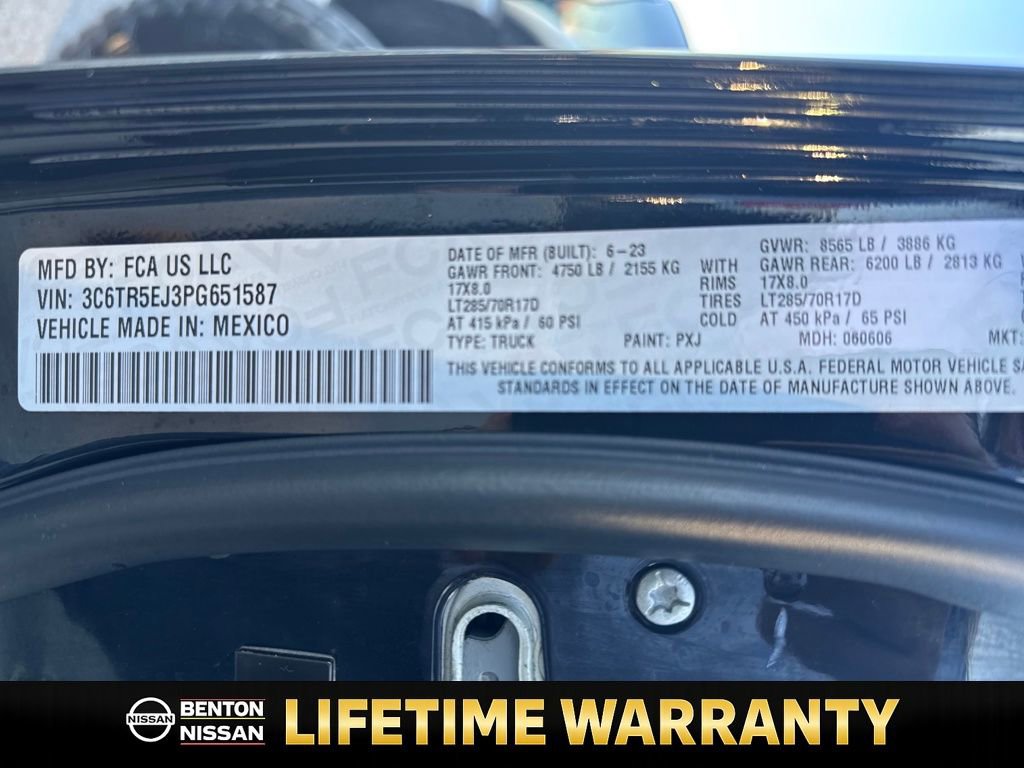 MFD BY: FCA US LLC
VIN: 3C6TR5EJ3PG651587
VEHICLE MADE IN: MEXICO
DATE OF MFR (BUILT): 6-23 GVWR: 8565 LB / 3886 KG
GAWR FRONT: 4750 LB / 2155 KG WITH GAWR REAR: 6200 LB / 2813 KG
17X8.0 RIMS 17X8.0
LT285/70R17D TIRES LT285/70R17D
AT 415 kPa / 60 PSI COLD AT 450 kPa / 65 PSI
TYPE: TRUCK PAINT: PXJ MDH: 060606 MKT:
THIS VEHICLE CONFORMS TO ALL APPLICABLE U.S.A. FEDERAL MOTOR VEHICLE SA
STANDARDS IN EFFECT ON THE DATE OF MANUFACTURE SHOWN ABOVE.
NISSAN BENTON NISSAN LIFETIME WARRANTY